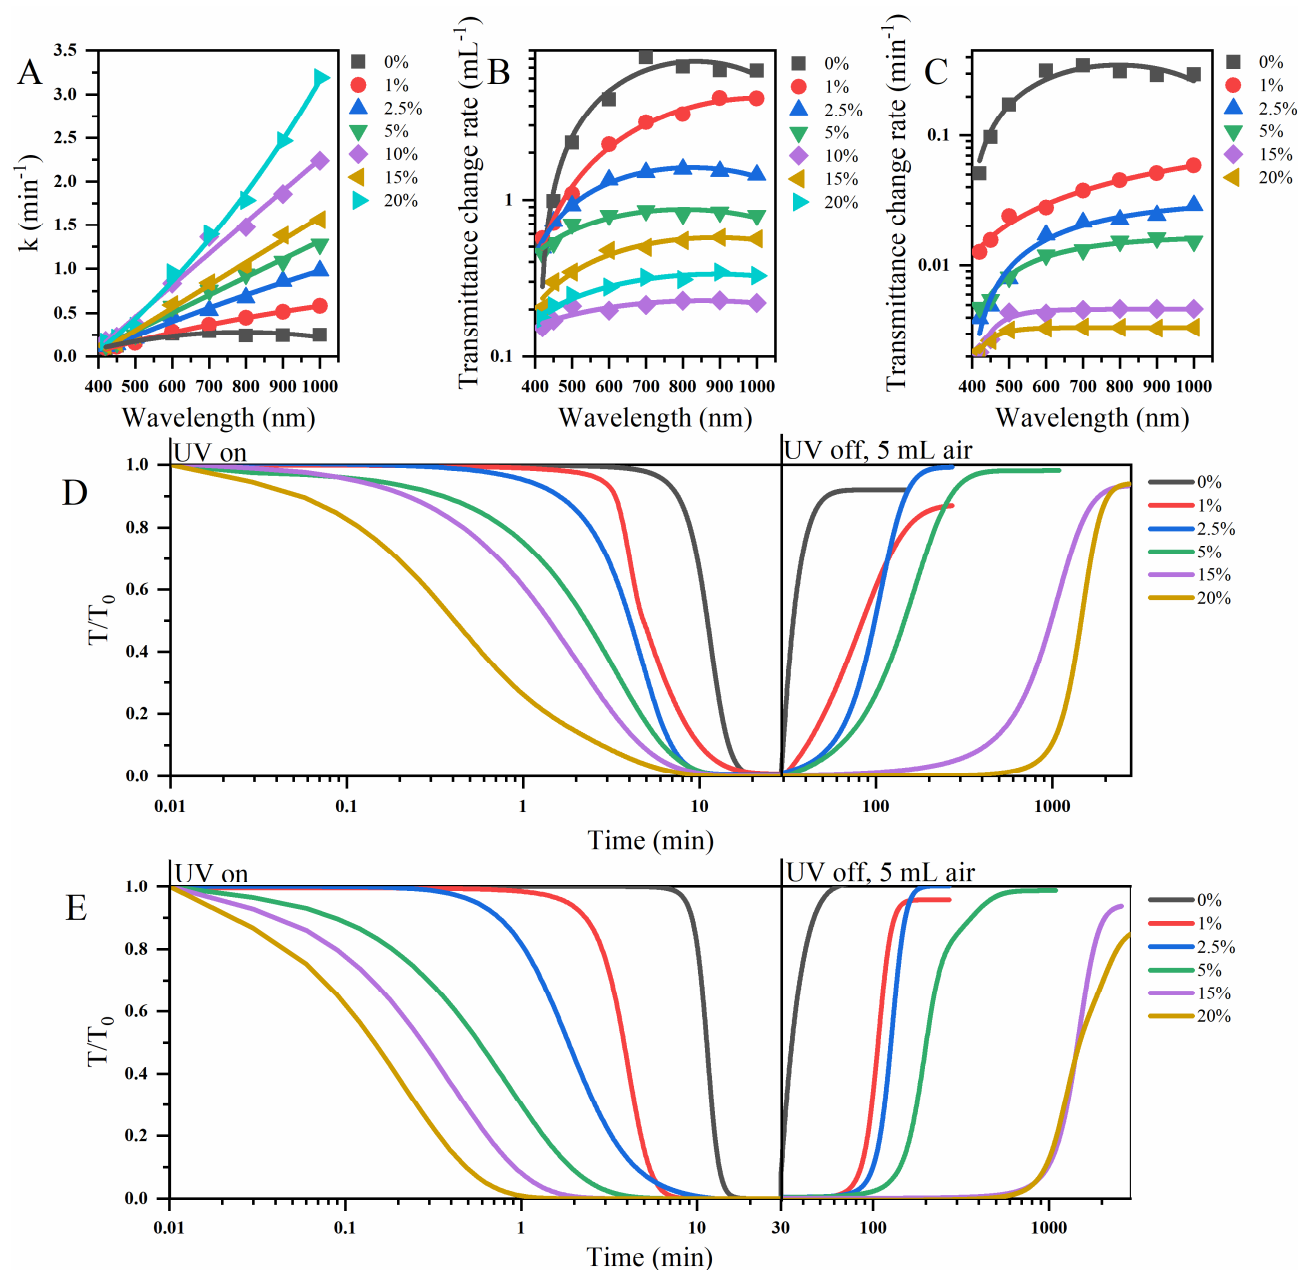 A
k (min⁻¹)
3.5
3.0
2.5
2.0
1.5
1.0
0.5
0.0
400 500 600 700 800 900 1000
Wavelength (nm)
0%
1%
2.5%
5%
10%
15%
20%
B
Transmittance change rate (mL⁻¹)
1
0.1
400 500 600 700 800 900 1000
Wavelength (nm)
0%
1%
2.5%
5%
10%
15%
20%
C
Transmittance change rate (min⁻¹)
0.1
0.01
400 500 600 700 800 900 1000
Wavelength (nm)
0%
1%
2.5%
5%
15%
20%
D
UV on
UV off, 5 mL air
T/T₀
1.0
0.8
0.6
0.4
0.2
0.0
0.01 0.1 1 10 100 1000
Time (min)
0%
1%
2.5%
5%
15%
20%
E
UV on
UV off, 5 mL air
T/T₀
1.0
0.8
0.6
0.4
0.2
0.0
0.01 0.1 1 10 30 100 1000
Time (min)
0%
1%
2.5%
5%
15%
20%